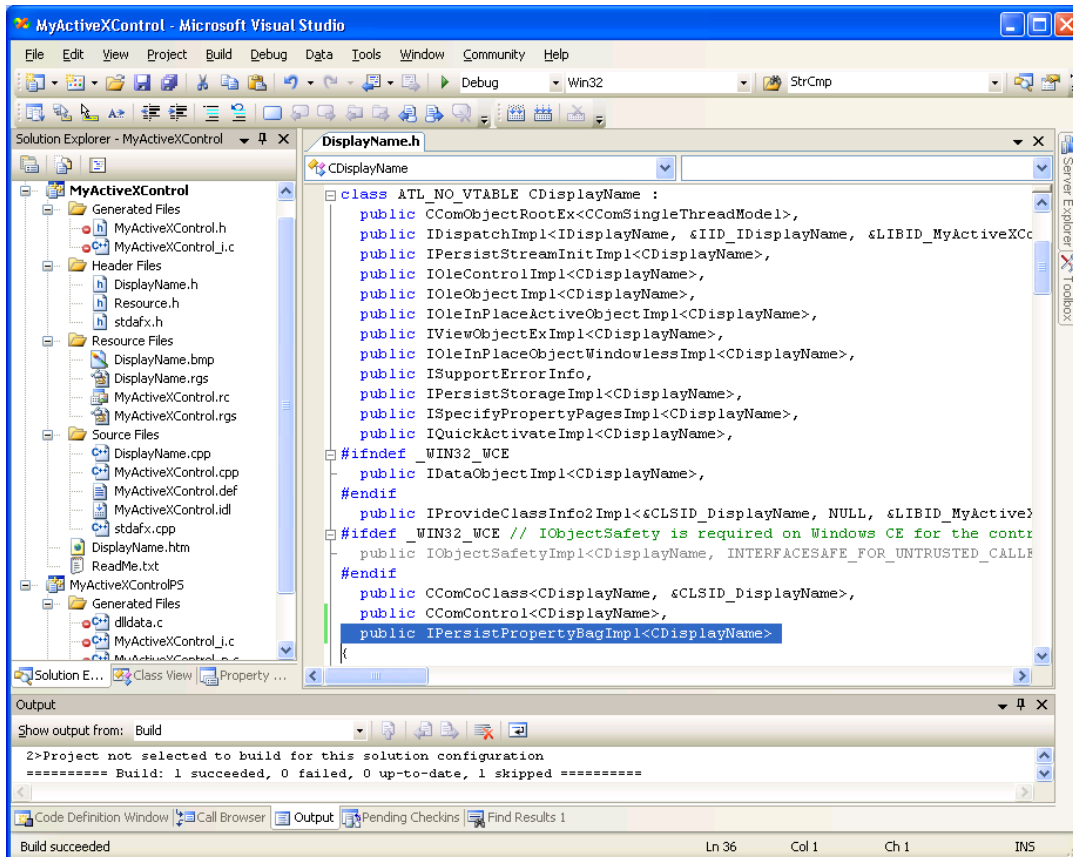 MyActiveXControl - Microsoft Visual Studio
File Edit View Project Build Debug Data Tools Window Community Help
Debug Win32 StrCmp
Solution Explorer - MyActiveXControl
MyActiveXControl
Generated Files
MyActiveXControl.h
MyActiveXControl_i.c
Header Files
DisplayName.h
Resource.h
stdafx.h
Resource Files
DisplayName.bmp
DisplayName.rgs
MyActiveXControl.rc
MyActiveXControl.rgs
Source Files
DisplayName.cpp
MyActiveXControl.cpp
MyActiveXControl.def
MyActiveXControl.idl
stdafx.cpp
DisplayName.htm
ReadMe.txt
MyActiveXControlPS
Generated Files
dlldata.c
MyActiveXControl_i.c
MyActiveXControl_p.c
Solution E... Class View Property ...
DisplayName.h
CDisplayName
class ATL_NO_VTABLE CDisplayName :
public CComObjectRootEx<CComSingleThreadModel>,
public IDispatchImpl<IDisplayName, &IID_IDisplayName, &LIBID_MyActiveXCo
public IPersistStreamInitImpl<CDisplayName>,
public IOleControlImpl<CDisplayName>,
public IOleObjectImpl<CDisplayName>,
public IOleInPlaceActiveObjectImpl<CDisplayName>,
public IViewObjectExImpl<CDisplayName>,
public IOleInPlaceObjectWindowlessImpl<CDisplayName>,
public ISupportErrorInfo,
public IPersistStorageImpl<CDisplayName>,
public ISpecifyPropertyPagesImpl<CDisplayName>,
public IQuickActivateImpl<CDisplayName>,
#ifndef _WIN32_WCE
public IDataObjectImpl<CDisplayName>,
#endif
public IProvideClassInfo2Impl<&CLSID_DisplayName, NULL, &LIBID_MyActiveX
#ifdef _WIN32_WCE // IObjectSafety is required on Windows CE for the contr
public IObjectSafetyImpl<CDisplayName, INTERFACESAFE_FOR_UNTRUSTED_CALLE
#endif
public CComCoClass<CDisplayName, &CLSID_DisplayName>,
public CComControl<CDisplayName>,
public IPersistPropertyBagImpl<CDisplayName>
{
Server Explorer
Toolbox
Output
Show output from: Build
2>Project not selected to build for this solution configuration
========== Build: 1 succeeded, 0 failed, 0 up-to-date, 1 skipped ==========
Code Definition Window Call Browser Output Pending Checkins Find Results 1
Build succeeded Ln 36 Col 1 Ch 1 INS